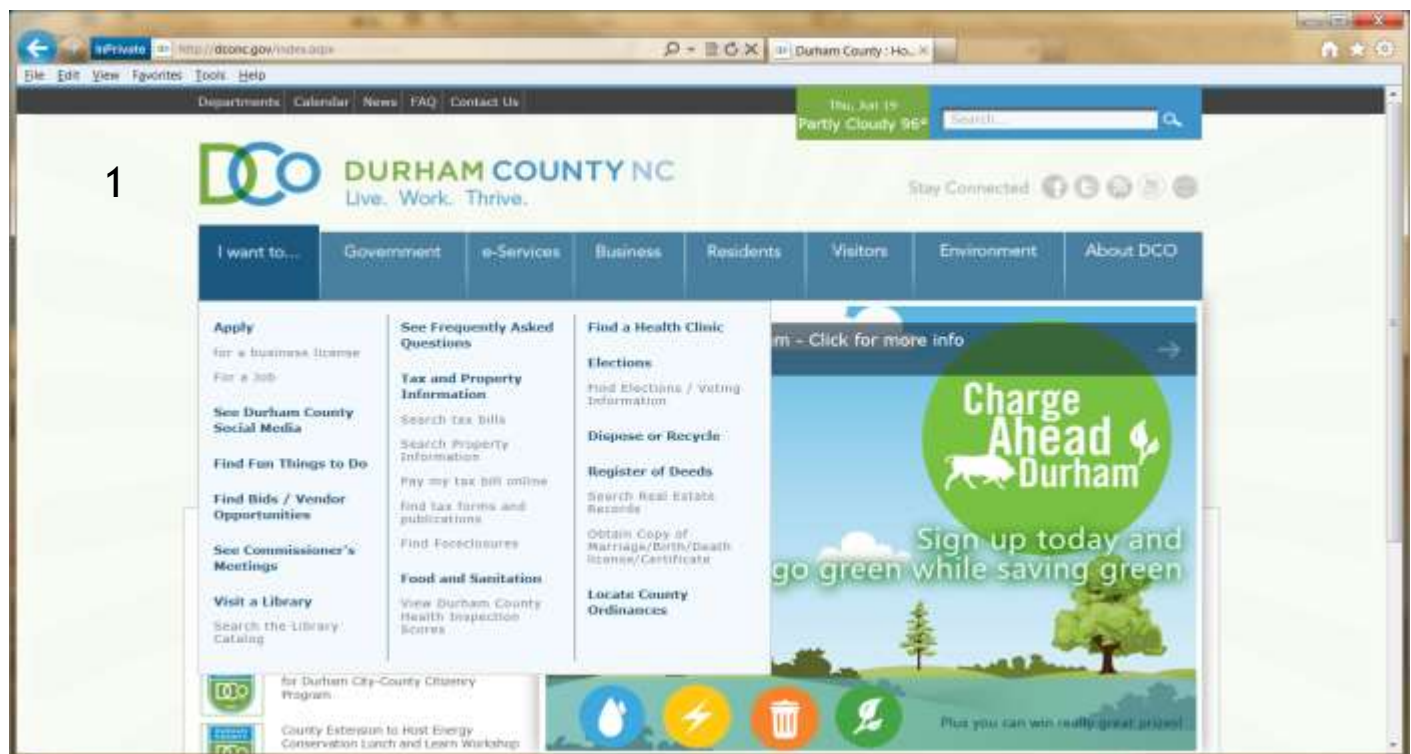 InPrivate
http://dconc.gov/index.aspx
Durham County : Ho...
File Edit View Favorites Tools Help
Departments Calendar News FAQ Contact Us
Thu, Jun 19
Partly Cloudy 96°
Search...
1
DCO
DURHAM COUNTY NC
Live. Work. Thrive.
Stay Connected
I want to... Government e-Services Business Residents Visitors Environment About DCO
Apply
for a business license
For a Job
See Durham County
Social Media
Find Fun Things to Do
Find Bids / Vendor
Opportunities
See Commissioner's
Meetings
Visit a Library
Search the Library
Catalog
See Frequently Asked
Questions
Tax and Property
Information
Search tax bills
Search Property
Information
Pay my tax bill online
find tax forms and
publications
Find Foreclosures
Food and Sanitation
View Durham County
Health Inspection
Scores
Find a Health Clinic
Elections
Find Elections / Voting
Information
Dispose or Recycle
Register of Deeds
Search Real Estate
Records
Obtain Copy of
Marriage/Birth/Death
license/Certificate
Locate County
Ordinances
m - Click for more info
Charge
Ahead
Durham
Sign up today and
go green while saving green
Plus you can win really great prizes!
DCO
for Durham City-County Citizenry
Program
County Extension to Host Energy
Conservation Lunch and Learn Workshop